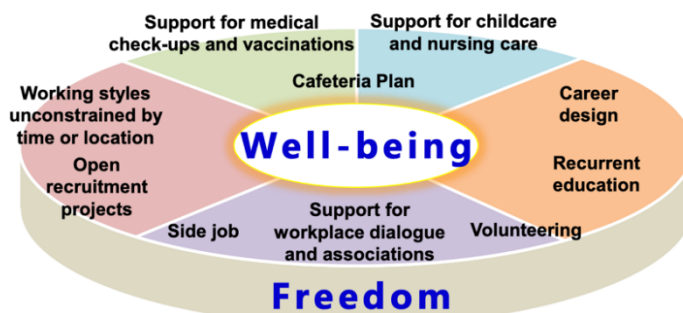 Support for medical
check-ups and vaccinations
Support for childcare
and nursing care
Cafeteria Plan
Working styles
unconstrained by
time or location
Career
design
Well-being
Open
recruitment
projects
Recurrent
education
Side job
Support for
workplace dialogue
and associations
Volunteering
Freedom